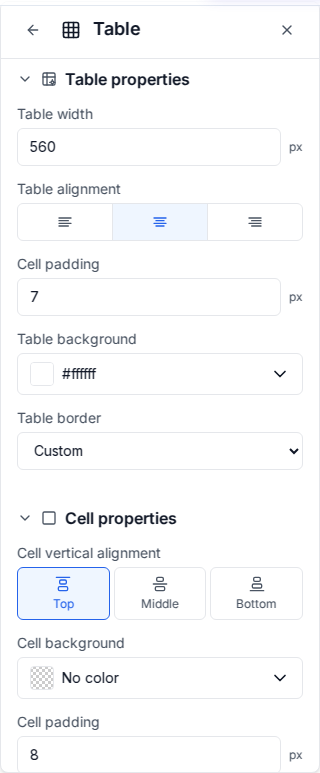 Table
Table properties
Table width
560 px
Table alignment
Cell padding
7 px
Table background
#ffffff
Table border
Custom
Cell properties
Cell vertical alignment
Top Middle Bottom
Cell background
No color
Cell padding
8 px